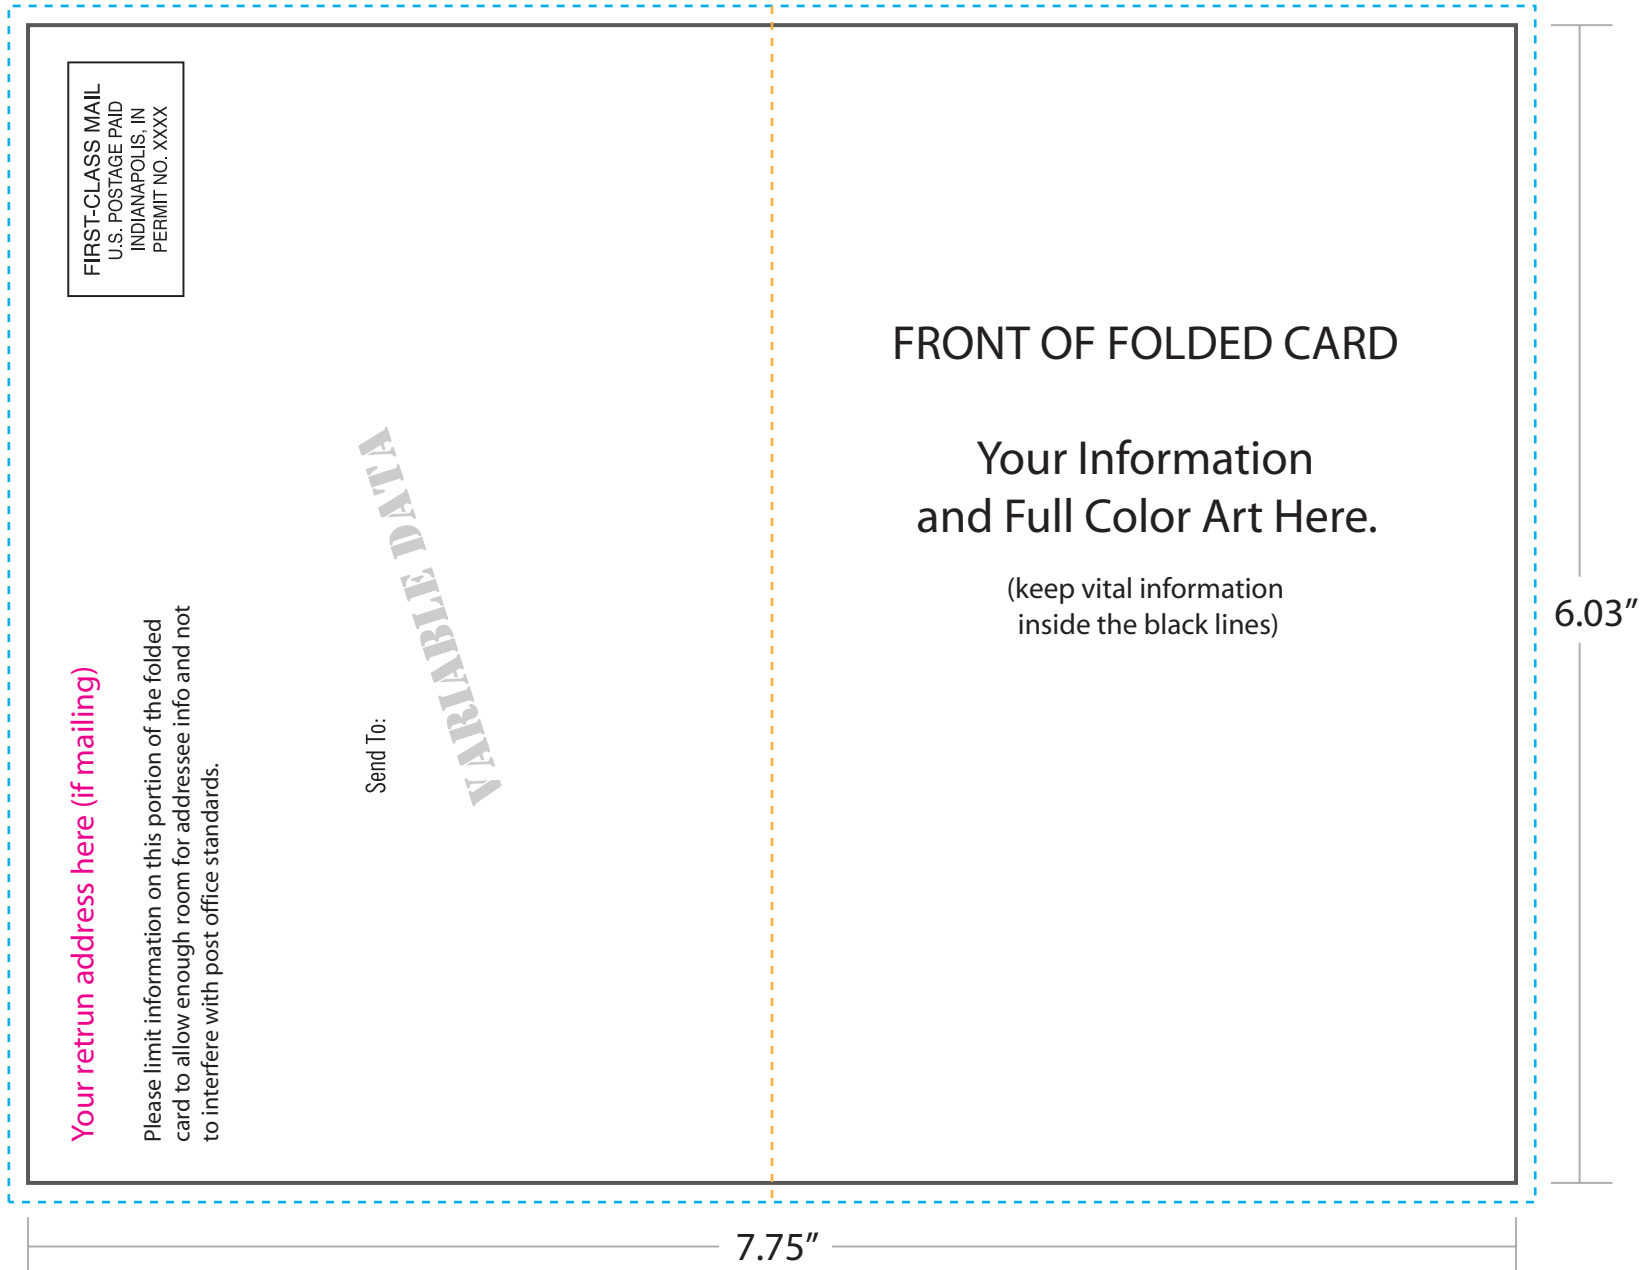 FIRST-CLASS MAIL
U.S. POSTAGE PAID
INDIANAPOLIS, IN
PERMIT NO. XXXX
Your retrun address here (if mailing)
Please limit information on this portion of the folded
card to allow enough room for addressee info and not
to interfere with post office standards.
Send To:
VARIABLE DATA
FRONT OF FOLDED CARD
Your Information
and Full Color Art Here.
(keep vital information
inside the black lines)
6.03”
7.75”